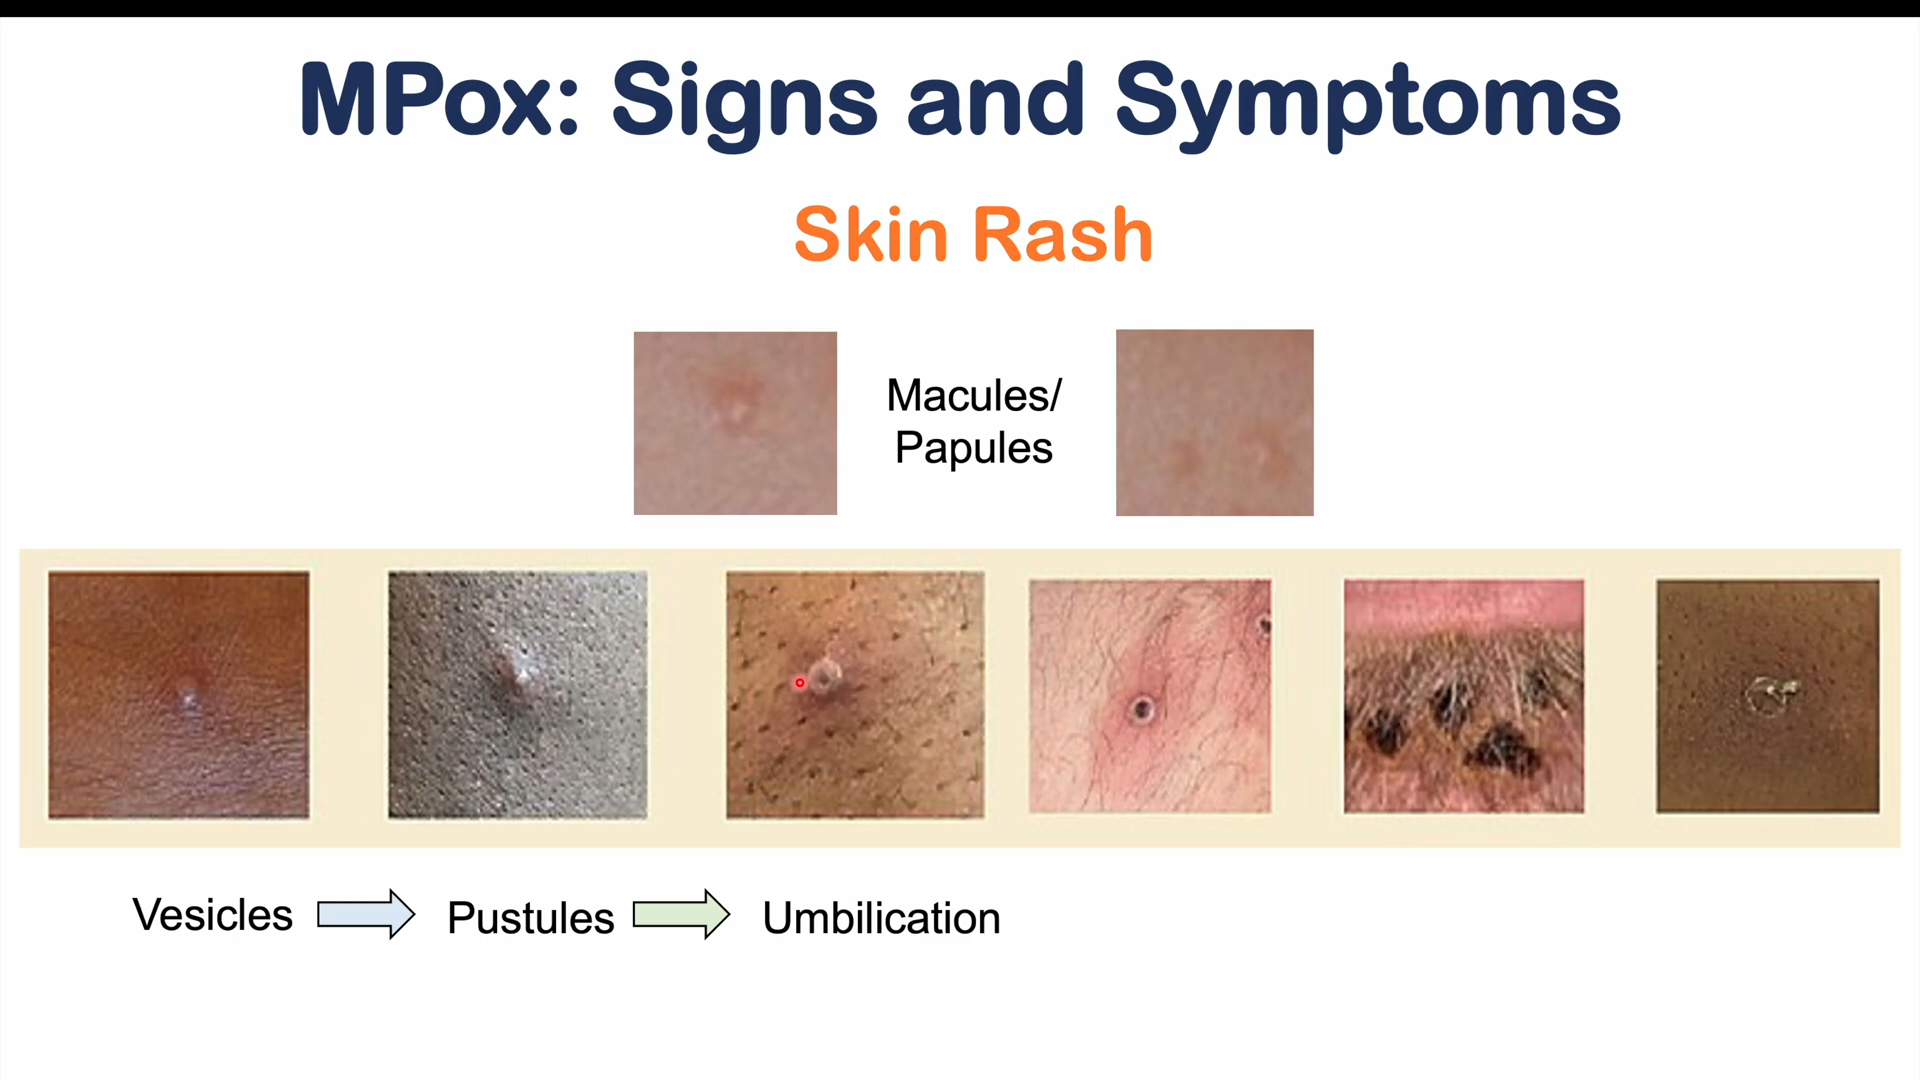 MPox: Signs and Symptoms
Skin Rash
Macules/
Papules
Vesicles
Pustules
Umbilication